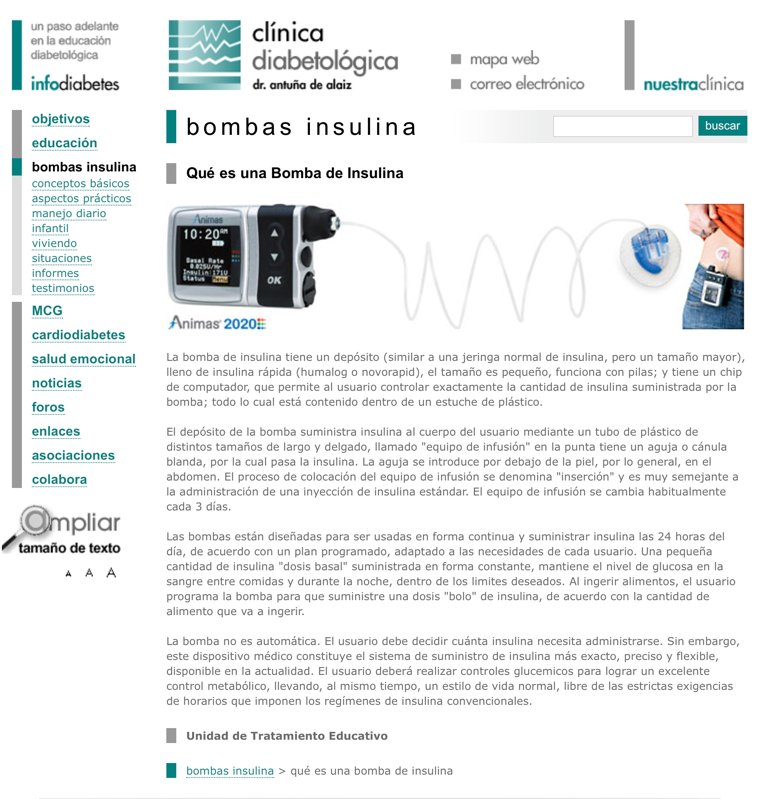 un paso adelante
en la educación
diabetológica
infodiabetes
clínica
diabetológica
dr. antuña de alaiz
mapa web
correo electrónico
nuestraclínica
objetivos
educación
bombas insulina
conceptos básicos
aspectos prácticos
manejo diario
infantil
viviendo
situaciones
informes
testimonios
MCG
cardiodiabetes
salud emocional
noticias
foros
enlaces
asociaciones
colabora
ampliar
tamaño de texto
A A A
bombas insulina
buscar
Qué es una Bomba de Insulina
Animas
10:20AM
Basal Rate
0.025U/Hr
Insulin:171U
Status Menu
OK
Animas 2020
La bomba de insulina tiene un depósito (similar a una jeringa normal de insulina, pero un tamaño mayor),
lleno de insulina rápida (humalog o novorapid), el tamaño es pequeño, funciona con pilas; y tiene un chip
de computador, que permite al usuario controlar exactamente la cantidad de insulina suministrada por la
bomba; todo lo cual está contenido dentro de un estuche de plástico.
El depósito de la bomba suministra insulina al cuerpo del usuario mediante un tubo de plástico de
distintos tamaños de largo y delgado, llamado "equipo de infusión" en la punta tiene un aguja o cánula
blanda, por la cual pasa la insulina. La aguja se introduce por debajo de la piel, por lo general, en el
abdomen. El proceso de colocación del equipo de infusión se denomina "inserción" y es muy semejante a
la administración de una inyección de insulina estándar. El equipo de infusión se cambia habitualmente
cada 3 días.
Las bombas están diseñadas para ser usadas en forma continua y suministrar insulina las 24 horas del
día, de acuerdo con un plan programado, adaptado a las necesidades de cada usuario. Una pequeña
cantidad de insulina "dosis basal" suministrada en forma constante, mantiene el nivel de glucosa en la
sangre entre comidas y durante la noche, dentro de los limites deseados. Al ingerir alimentos, el usuario
programa la bomba para que suministre una dosis "bolo" de insulina, de acuerdo con la cantidad de
alimento que va a ingerir.
La bomba no es automática. El usuario debe decidir cuánta insulina necesita administrarse. Sin embargo,
este dispositivo médico constituye el sistema de suministro de insulina más exacto, preciso y flexible,
disponible en la actualidad. El usuario deberá realizar controles glucemicos para lograr un excelente
control metabólico, llevando, al mismo tiempo, un estilo de vida normal, libre de las estrictas exigencias
de horarios que imponen los regímenes de insulina convencionales.
Unidad de Tratamiento Educativo
bombas insulina > qué es una bomba de insulina